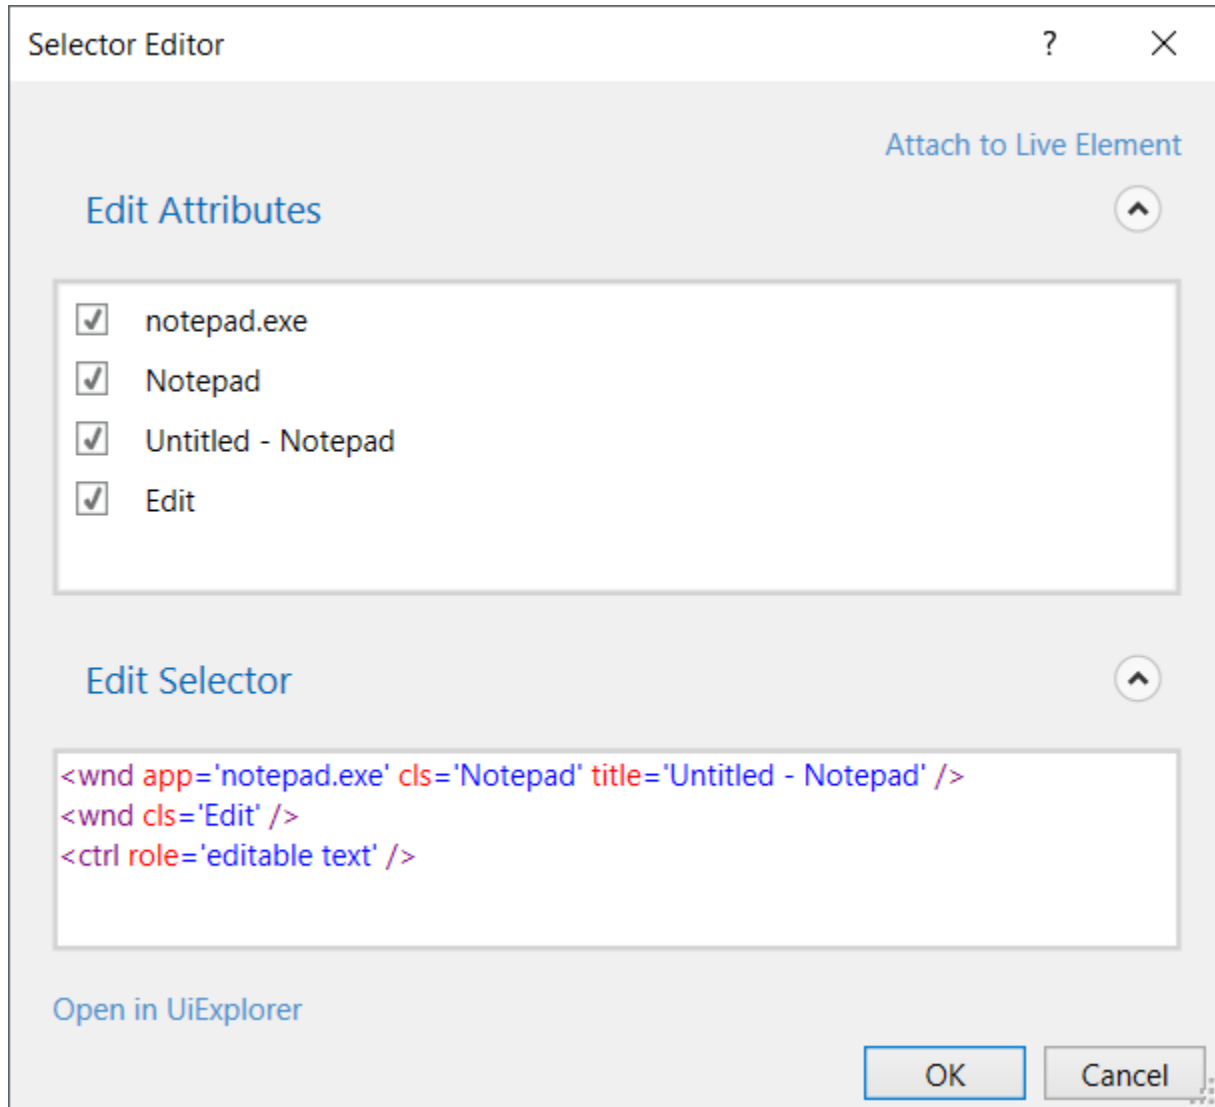 Selector Editor ?
Attach to Live Element
Edit Attributes
notepad.exe
Notepad
Untitled - Notepad
Edit
Edit Selector
<wnd app='notepad.exe' cls='Notepad' title='Untitled - Notepad' />
<wnd cls='Edit' />
<ctrl role='editable text' />
Open in UiExplorer
OK Cancel